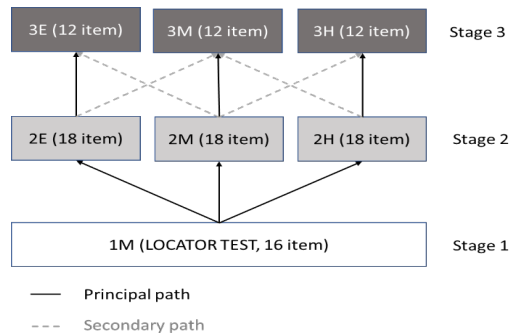 3E (12 item) 3M (12 item) 3H (12 item) Stage 3
2E (18 item) 2M (18 item) 2H (18 item) Stage 2
1M (LOCATOR TEST, 16 item) Stage 1
Principal path
Secondary path